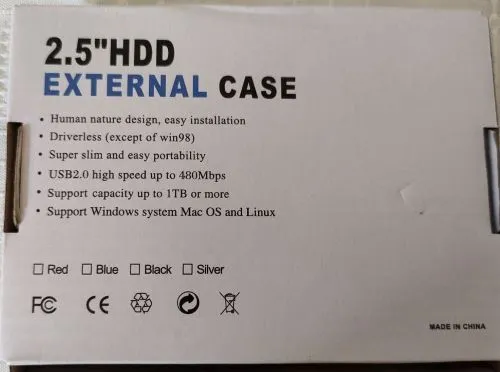 2.5"HDD
EXTERNAL CASE
• Human nature design, easy installation
• Driverless (except of win98)
• Super slim and easy portability
• USB2.0 high speed up to 480Mbps
• Support capacity up to 1TB or more
• Support Windows system Mac OS and Linux
☐ Red ☐ Blue ☐ Black ☐ Silver
FC CE
MADE IN CHINA